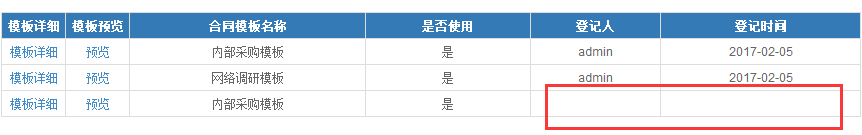 模板详细 模板预览 合同模板名称 是否使用 登记人 登记时间
模板详细 预览 内部采购模板 是 admin 2017-02-05
模板详细 预览 网络调研模板 是 admin 2017-02-05
模板详细 预览 内部采购模板 是